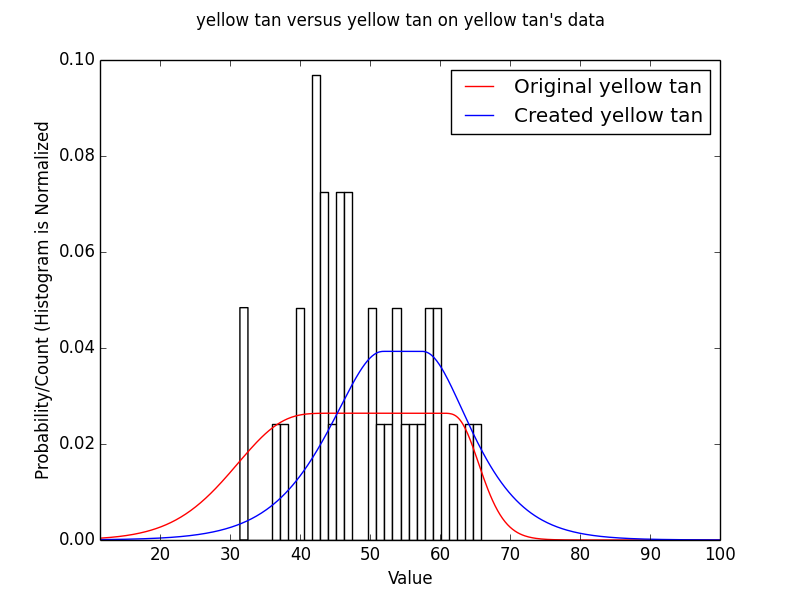 yellow tan versus yellow tan on yellow tan's data
Original yellow tan
Created yellow tan
Probability/Count (Histogram is Normalized
0.10
0.08
0.06
0.04
0.02
0.00
20 30 40 50 60 70 80 90 100
Value